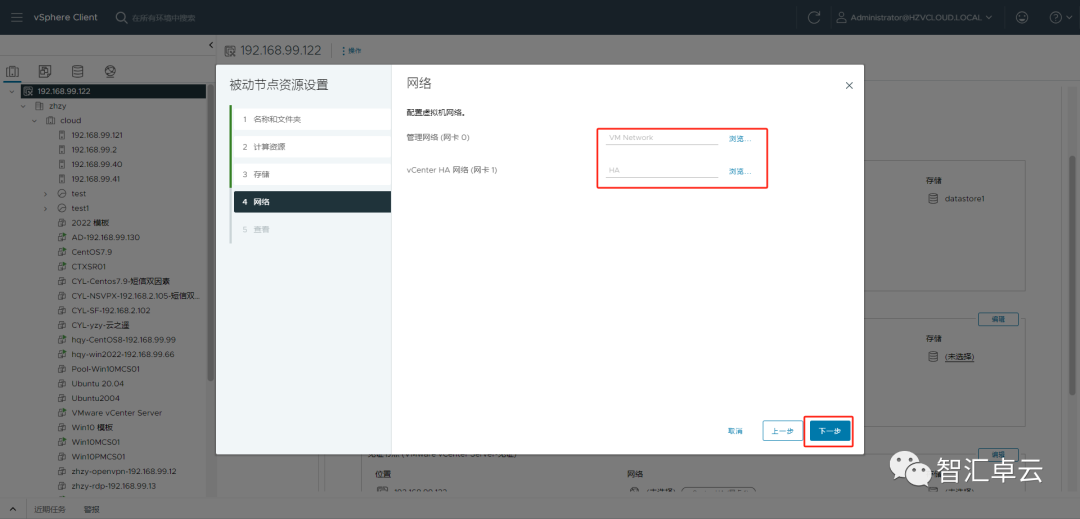 vSphere Client
在所有环境中搜索
Administrator@HZVCLOUD.LOCAL
192.168.99.122
操作
192.168.99.122
zhzy
cloud
192.168.99.121
192.168.99.2
192.168.99.40
192.168.99.41
test
test1
2022 模板
AD-192.168.99.130
CentOS7.9
CTXSR01
CYL-Centos7.9-短信双因素
CYL-NSVPX-192.168.2.105-短信双...
CYL-SF-192.168.2.102
CYL-yzy-云之遥
hqy-CentOS8-192.168.99.99
hqy-win2022-192.168.99.66
Pool-Win10MCS01
Ubuntu 20.04
Ubuntu2004
VMware vCenter Server
Win10 模板
Win10MCS01
Win10PMCS01
zhzy-openvpn-192.168.99.12
zhzy-rdp-192.168.99.13
近期任务
警报
被动节点资源设置
1 名称和文件夹
2 计算资源
3 存储
4 网络
5 查看
网络
配置虚拟机网络。
管理网络 (网卡 0)
VM Network
浏览...
vCenter HA 网络 (网卡 1)
HA
浏览...
取消
上一步
下一步
存储
datastore1
编辑
存储
(未选择)
编辑
位置
网络
智汇卓云